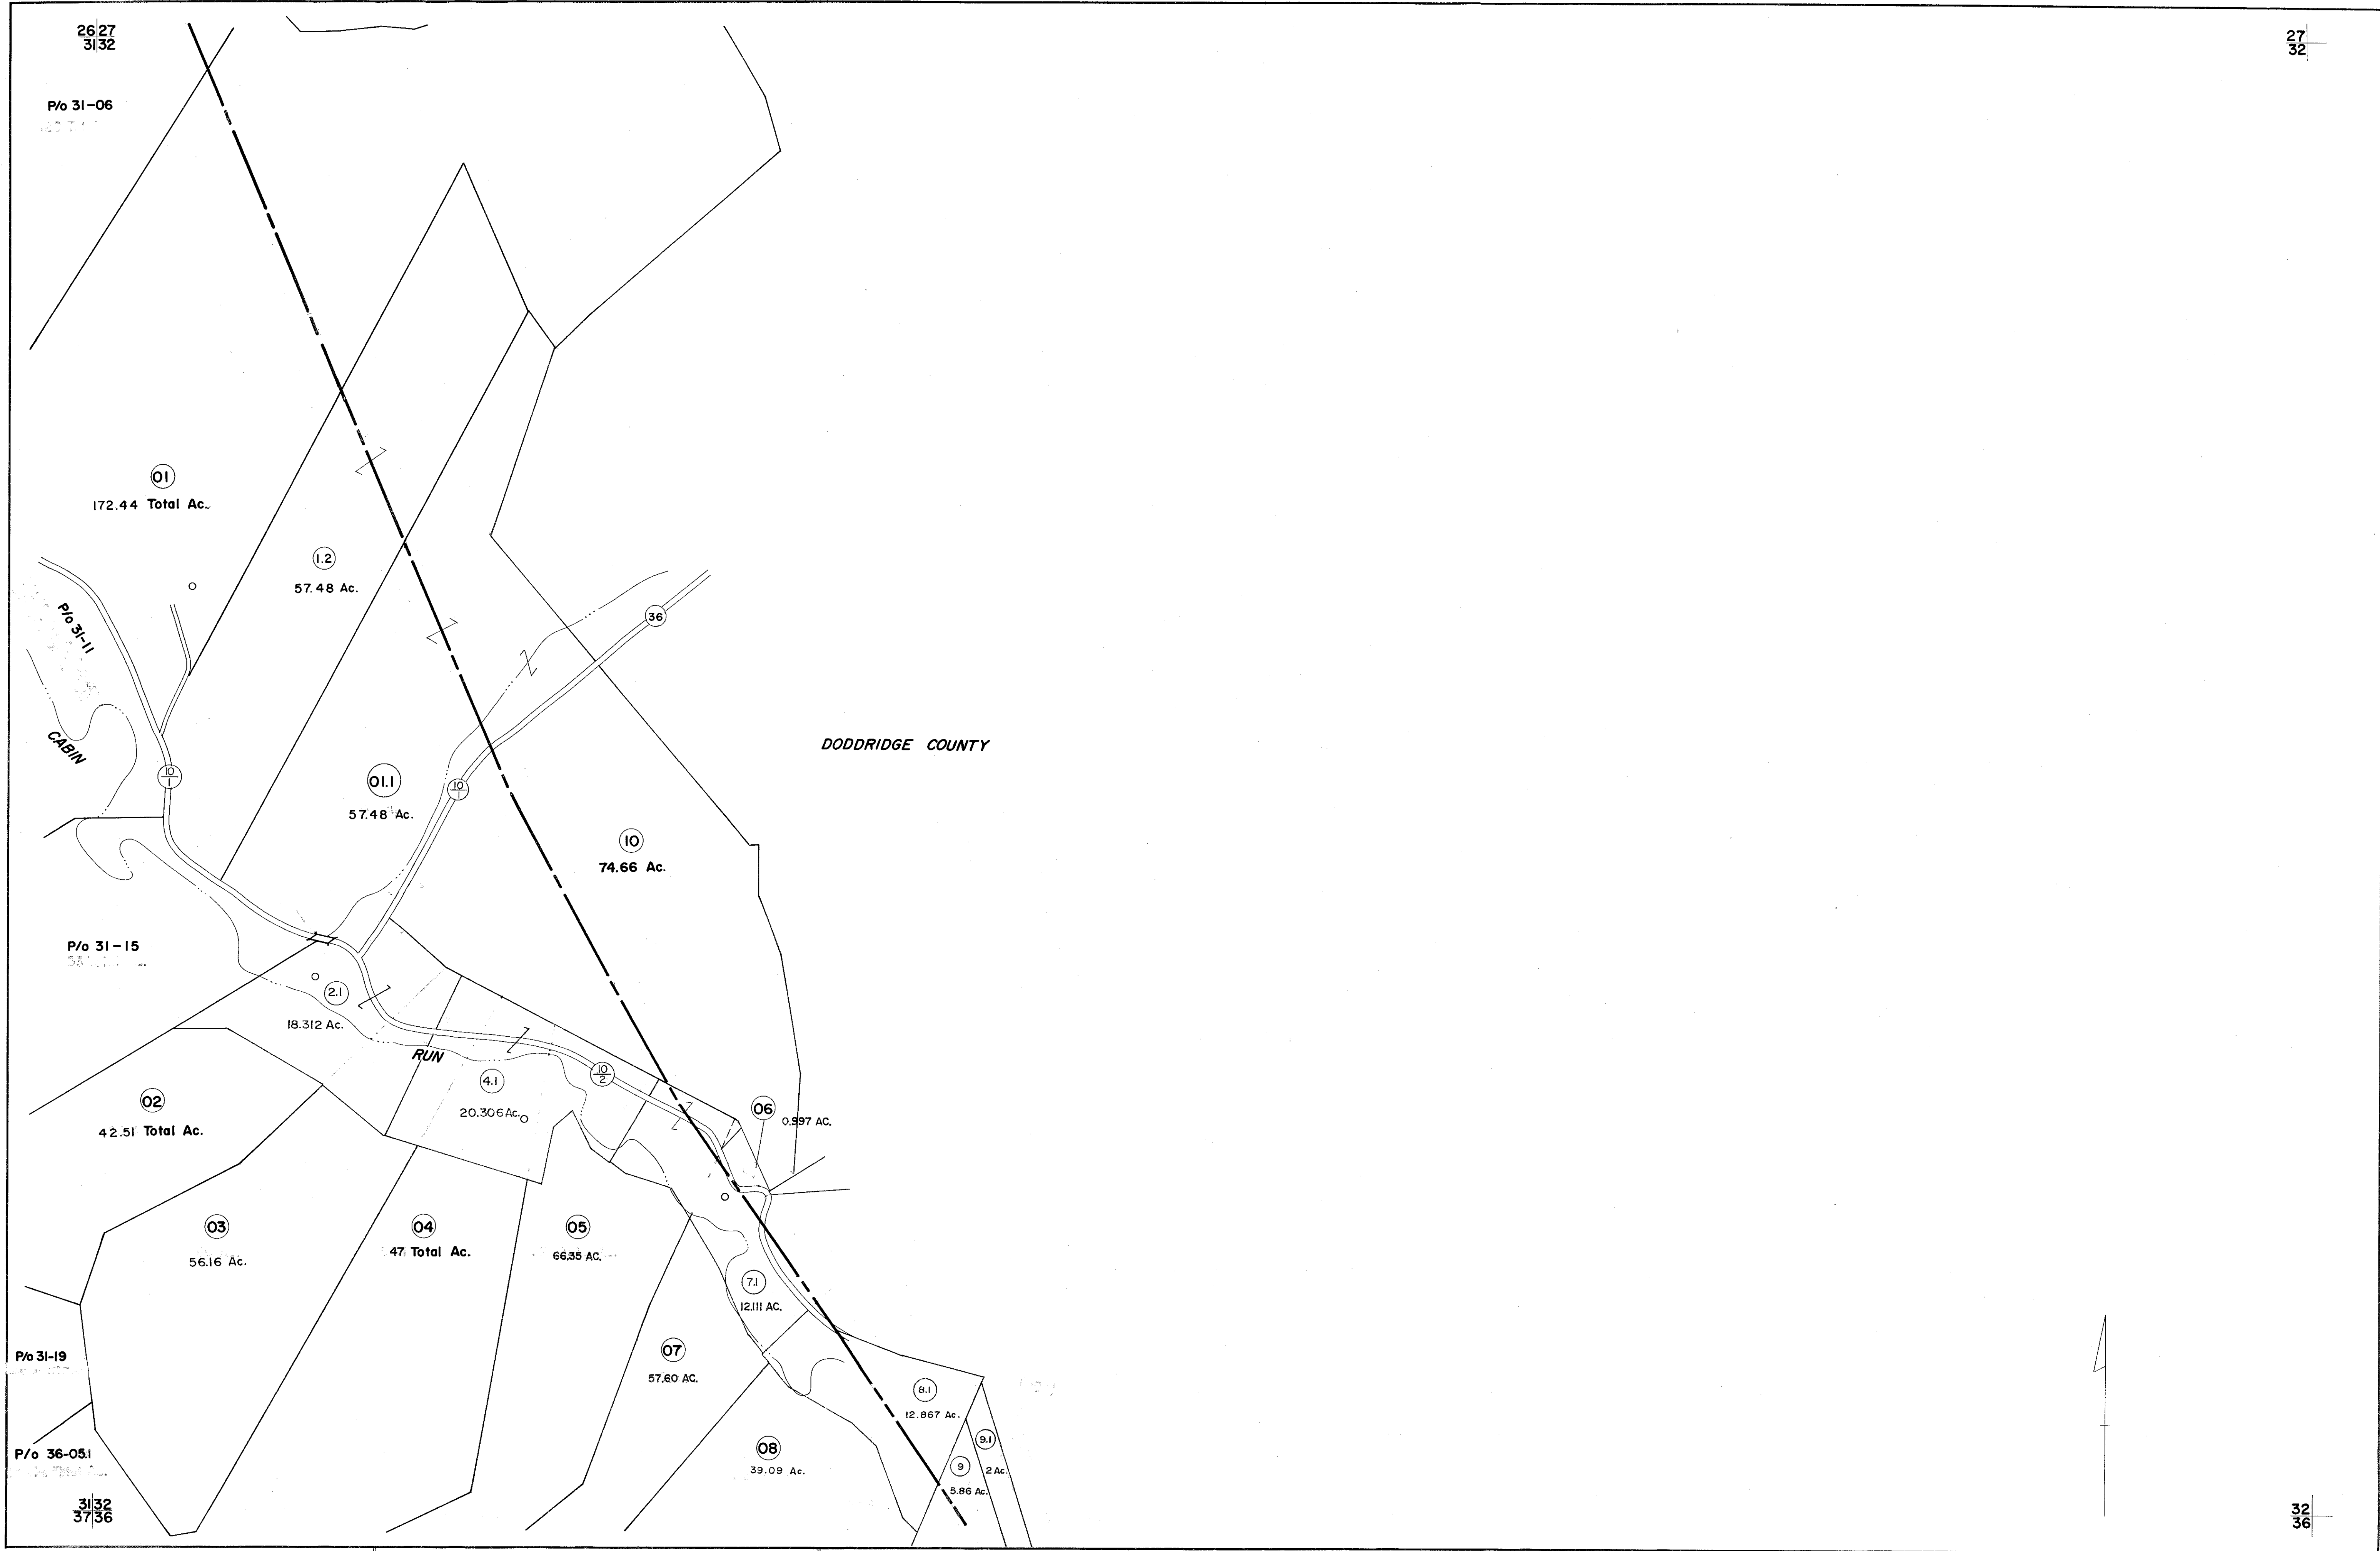 26 27
31 32
27
32
P/o 31-06
01
172.44 Total Ac.
1.2
57.48 Ac.
36
P/o 31-11
CABIN
DODDRIDGE COUNTY
10
1
01.1
57.48 Ac.
10
1
10
74.66 Ac.
P/o 31-15
2.1
18.312 Ac.
RUN
4.1
20.306 Ac.
10
2
02
42.51 Total Ac.
06
0.997 AC.
03
56.16 Ac.
04
47 Total Ac.
05
66.35 AC.
7.1
12.111 AC.
P/o 31-19
07
57.60 AC.
8.1
12.867 Ac.
9.1
2 Ac.
9
5.86 Ac.
08
39.09 Ac.
P/o 36-05.1
31 32
37 36
32
36